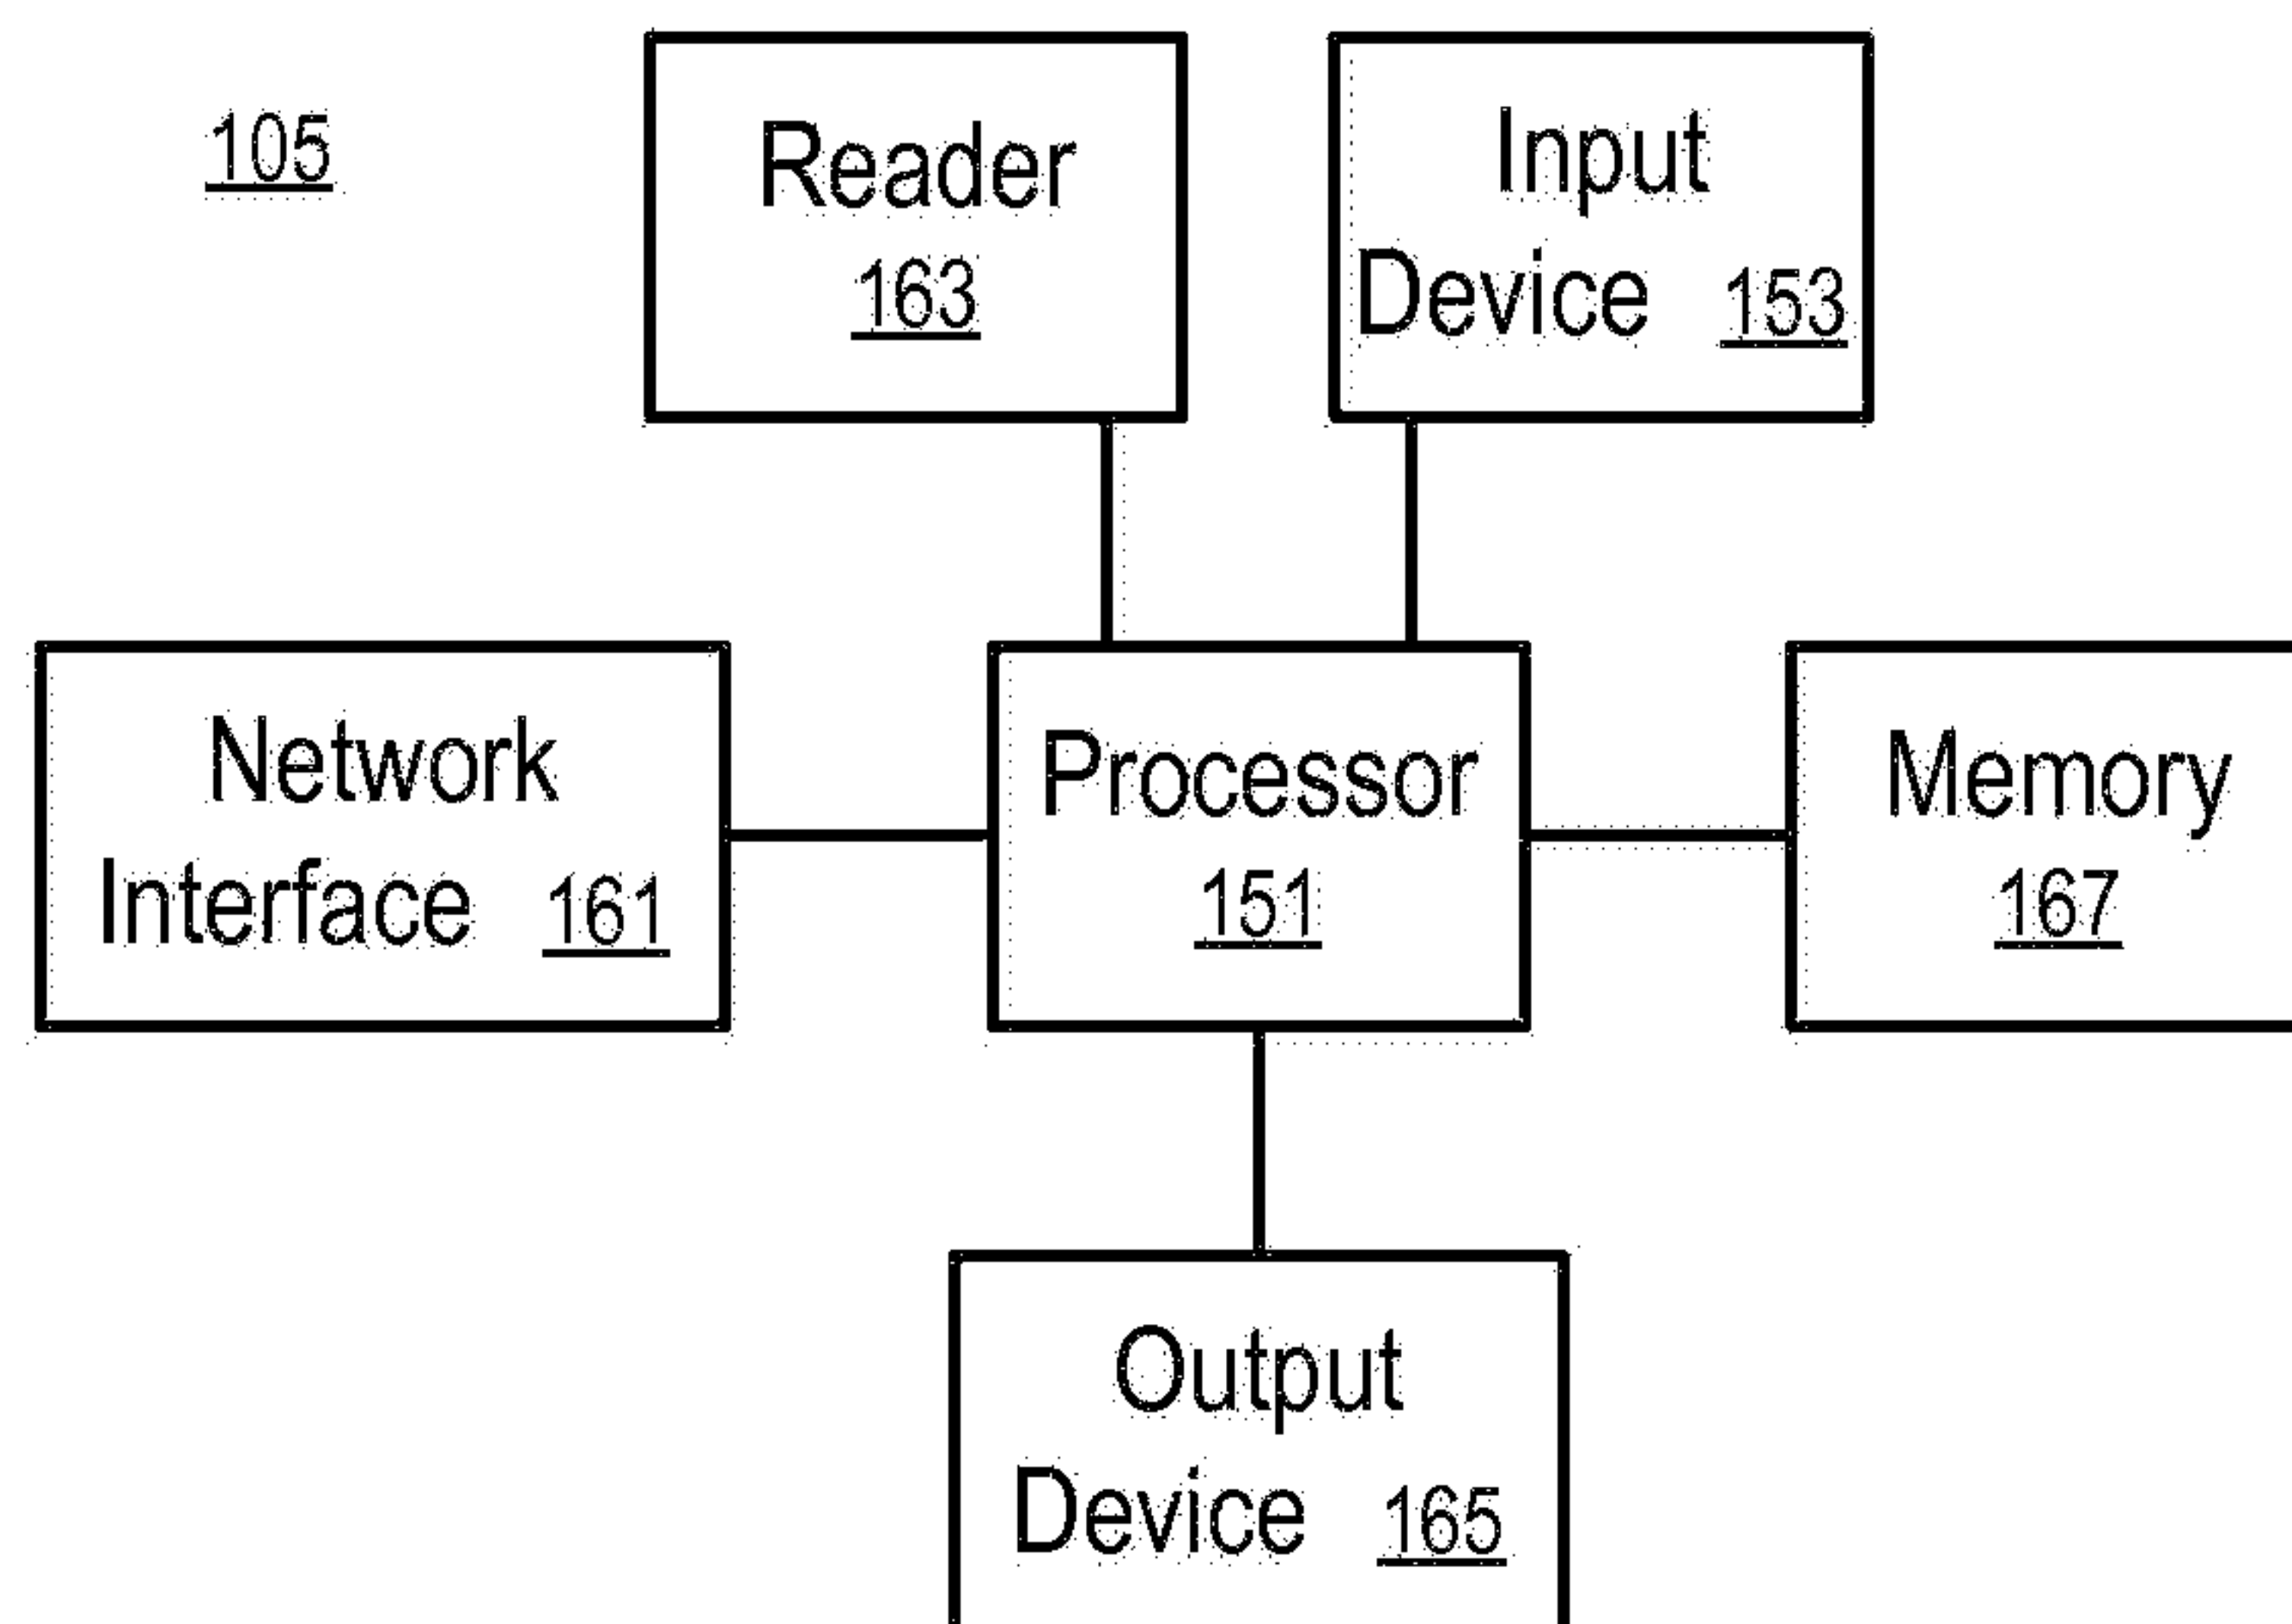 105
Reader
163
Input
Device 153
Network
Interface 161
Processor
151
Memory
167
Output
Device 165